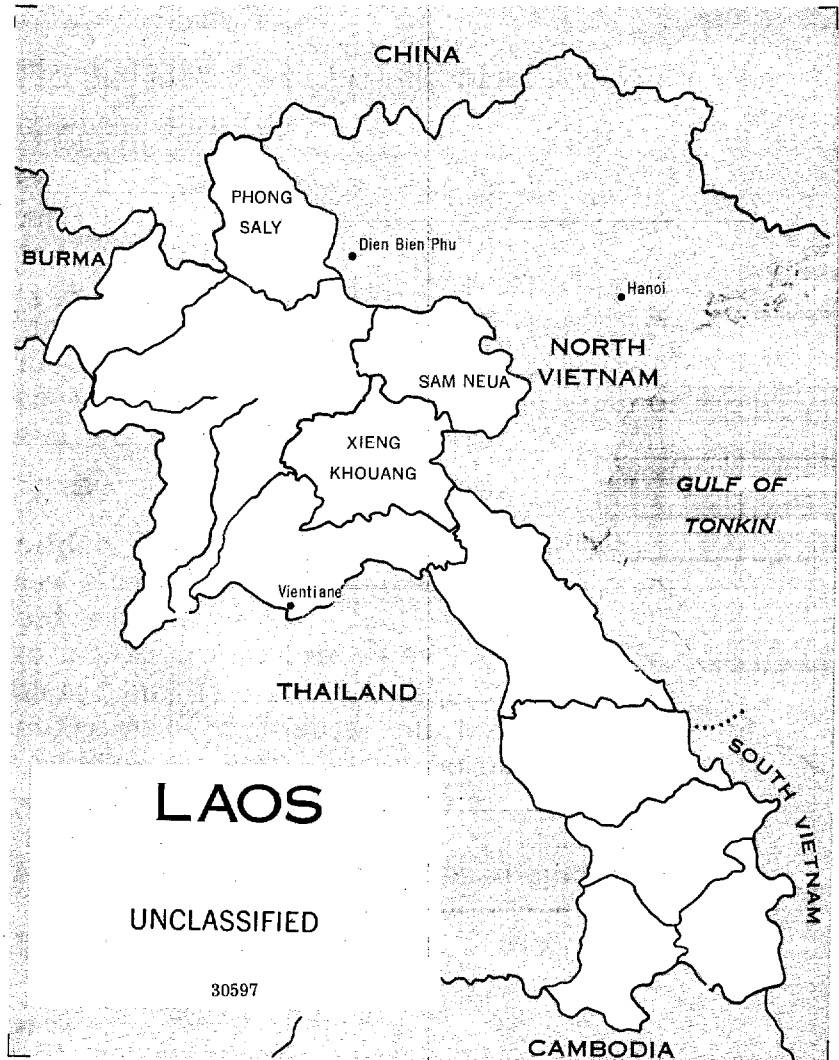 CHINA
PHONG
SALY
Dien Bien Phu
BURMA
Hanoi
NORTH
VIETNAM
SAM NEUA
XIENG
KHOUANG
GULF OF
TONKIN
Vientiane
THAILAND
SOUTH VIETNAM
LAOS
UNCLASSIFIED
30597
CAMBODIA